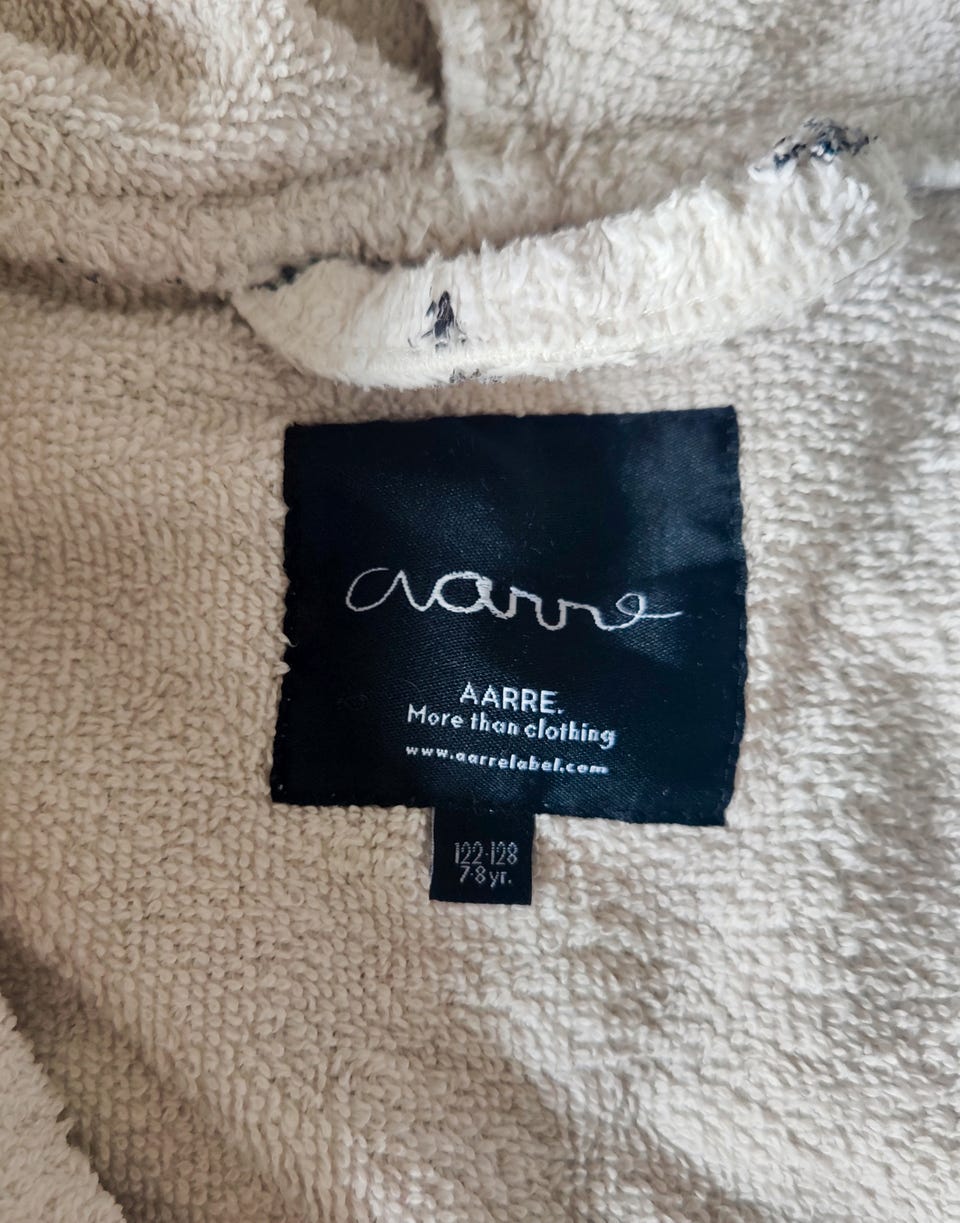 aarre
AARRE.
More than clothing
www.aarrelabel.com
122-128
7-8 yr.